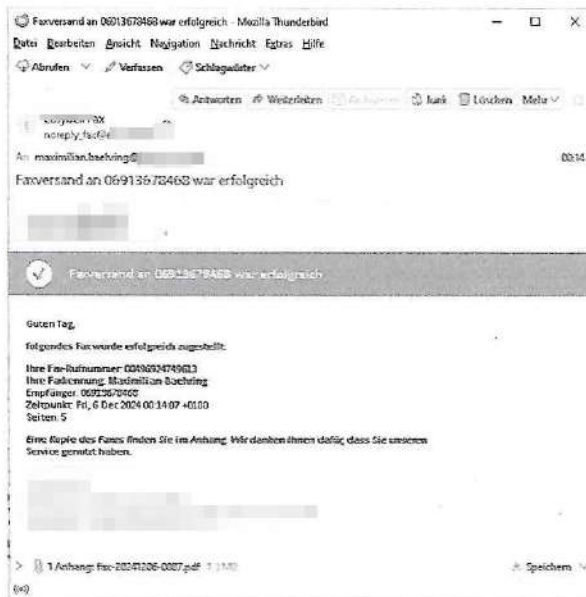 Faxversand an 06913678468 war erfolgreich - Mozilla Thunderbird
Datei Bearbeiten Ansicht Navigation Nachricht Extras Hilfe
Abrufen Verfassen Schlagwörter
Antworten Weiterleiten Junk Löschen Mehr
noreply_fax@e
An maximilian.baehring@ 00:14
Faxversand an 06913678468 war erfolgreich
Faxversand an 06913678468 war erfolgreich
Guten Tag,
folgendes Fax wurde erfolgreich zugestellt.
Ihre Fax-Rufnummer: 00496924749613
Ihre Faxkennung: Maximilian Baehring
Empfänger: 06913678468
Zeitpunkt: Fri, 6 Dec 2024 00:14:07 +0100
Seiten: 5
Eine Kopie des Faxes finden Sie im Anhang. Wir danken Ihnen dafür, dass Sie unseren
Service genutzt haben.
1 Anhang: fax-20241206-0007.pdf Speichern